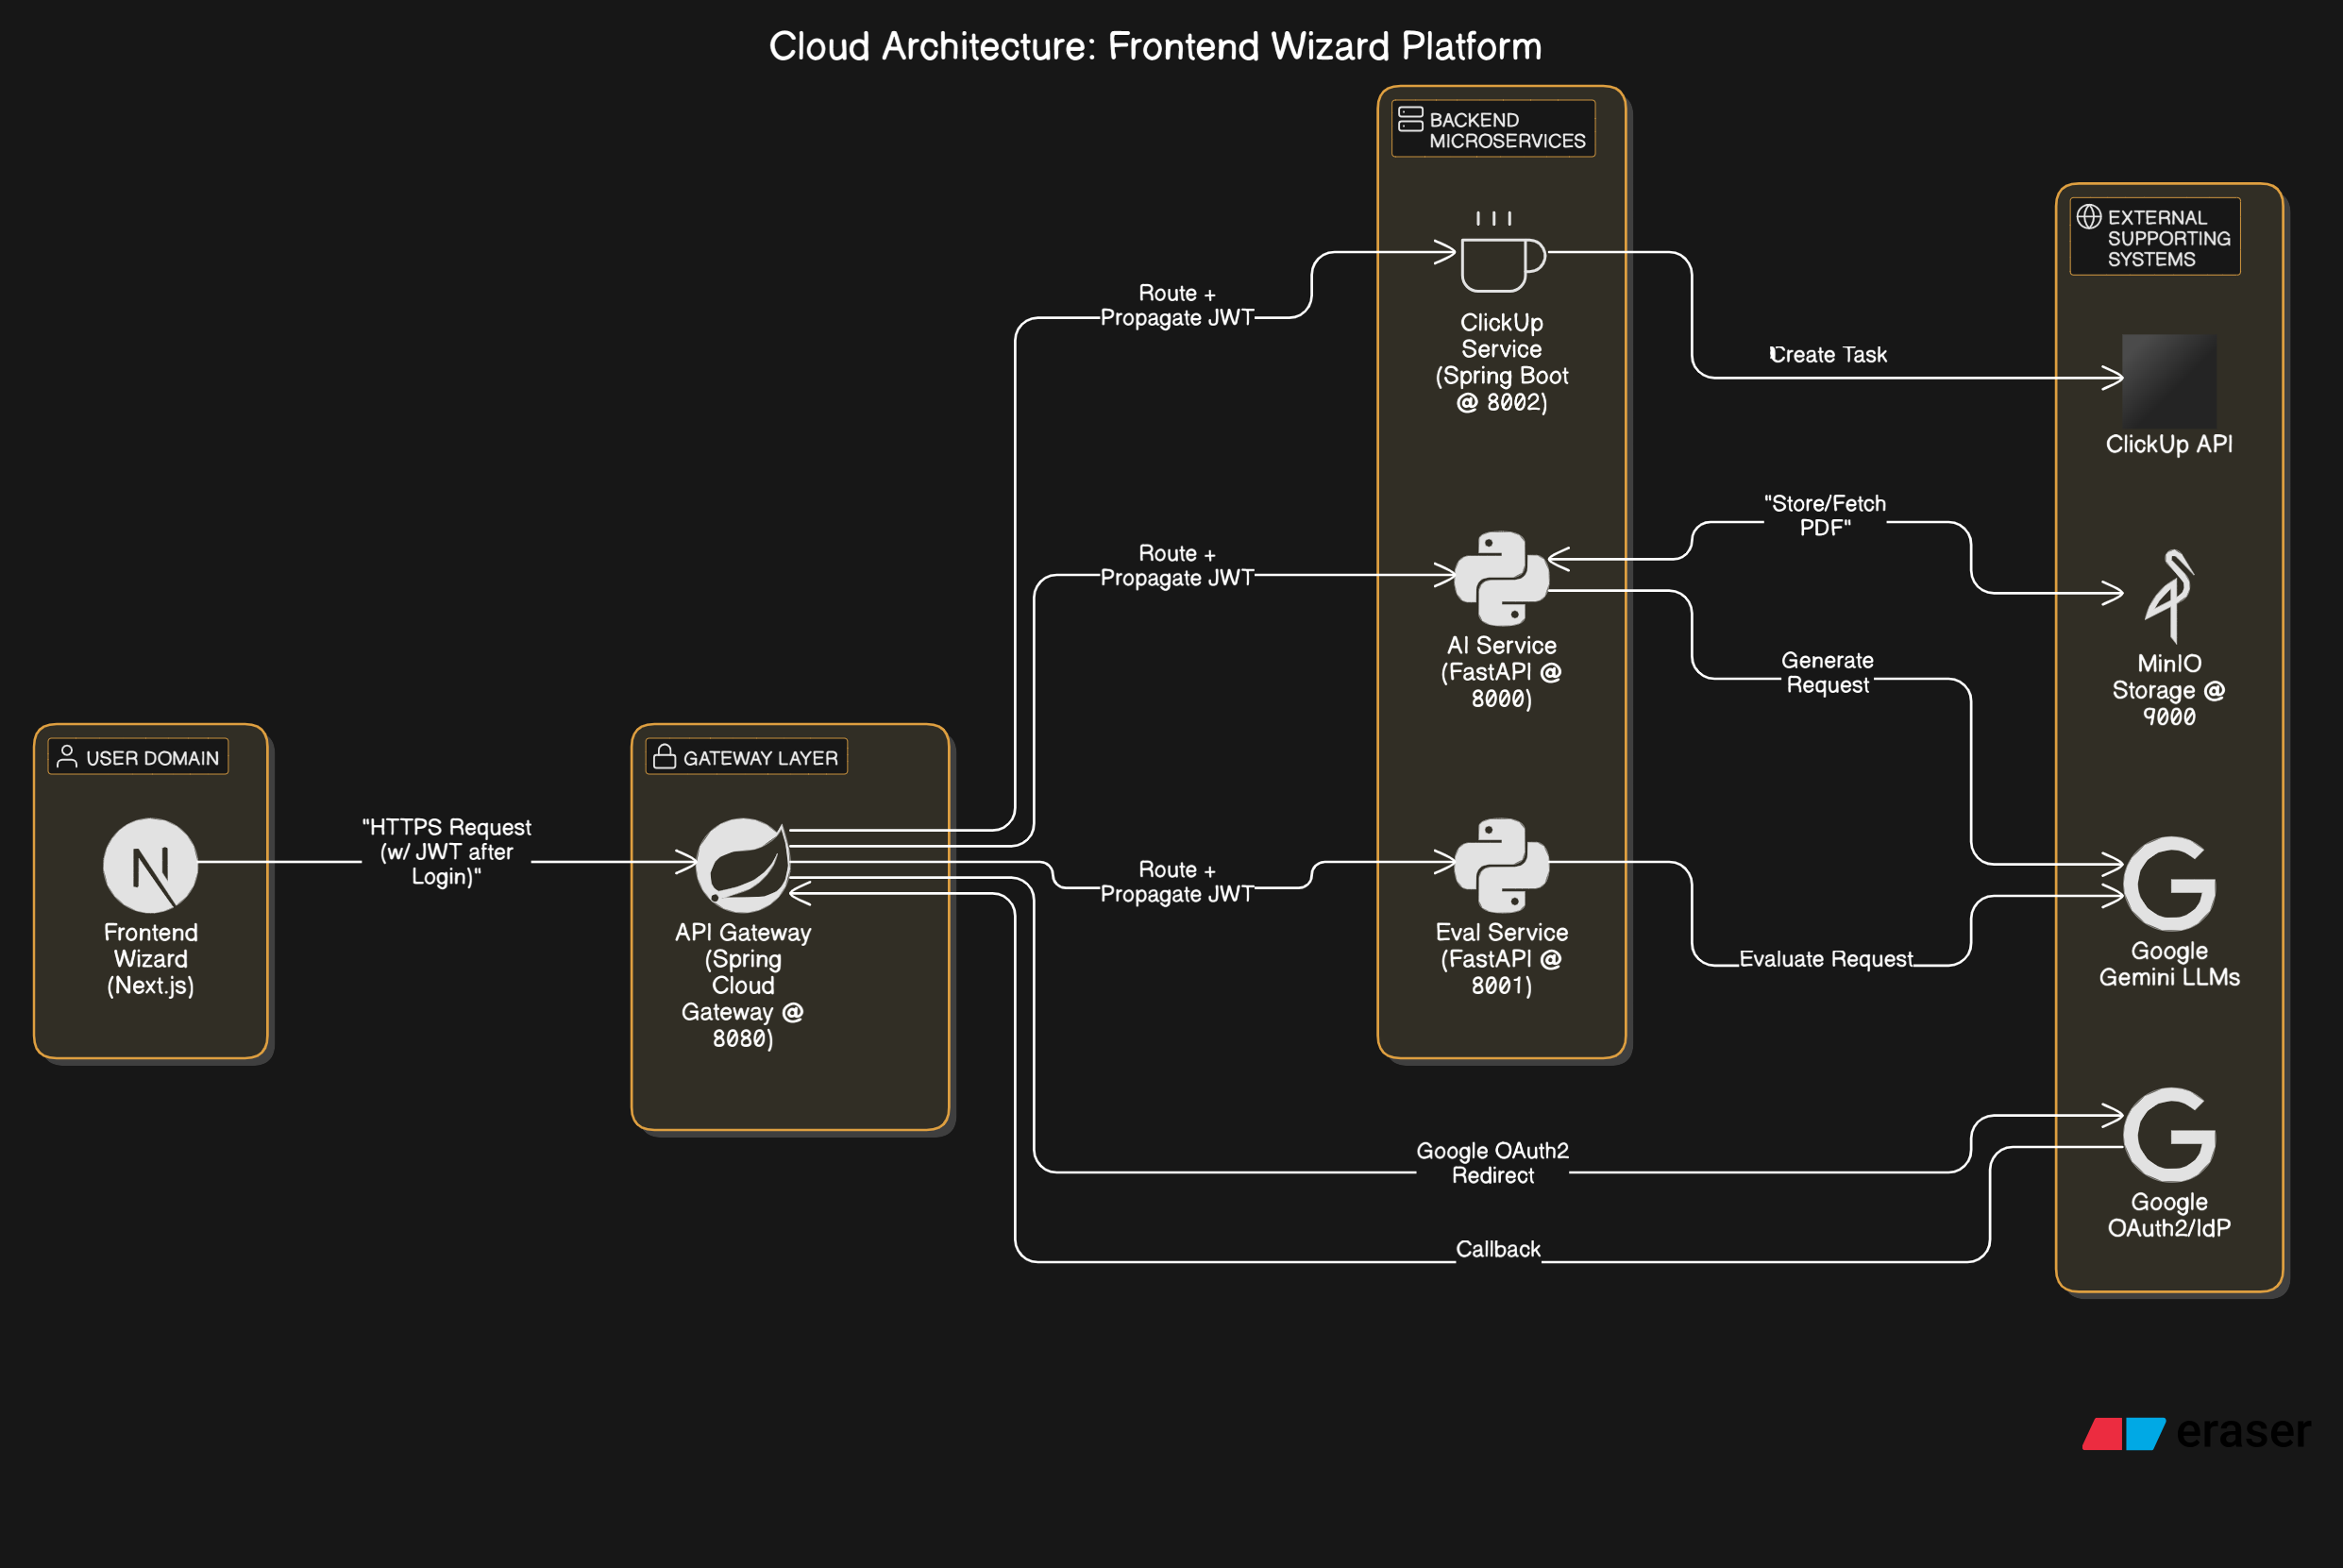 Cloud Architecture: Frontend Wizard Platform
BACKEND
MICROSERVICES
EXTERNAL
SUPPORTING
SYSTEMS
Route +
Propagate JWT
ClickUp
Service
(Spring Boot
@ 8002)
Create Task
ClickUp API
"Store/Fetch
PDF"
Route +
Propagate JWT
AI Service
(FastAPI @
8000)
Generate
Request
MinIO
Storage @
9000
USER DOMAIN
GATEWAY LAYER
"HTTPS Request
(w/ JWT after
Login)"
Frontend
Wizard
(Next.js)
API Gateway
(Spring
Cloud
Gateway @
8080)
Route +
Propagate JWT
Eval Service
(FastAPI @
8001)
Evaluate Request
Google
Gemini LLMs
Google OAuth2
Redirect
Google
OAuth2/IdP
Callback
eraser